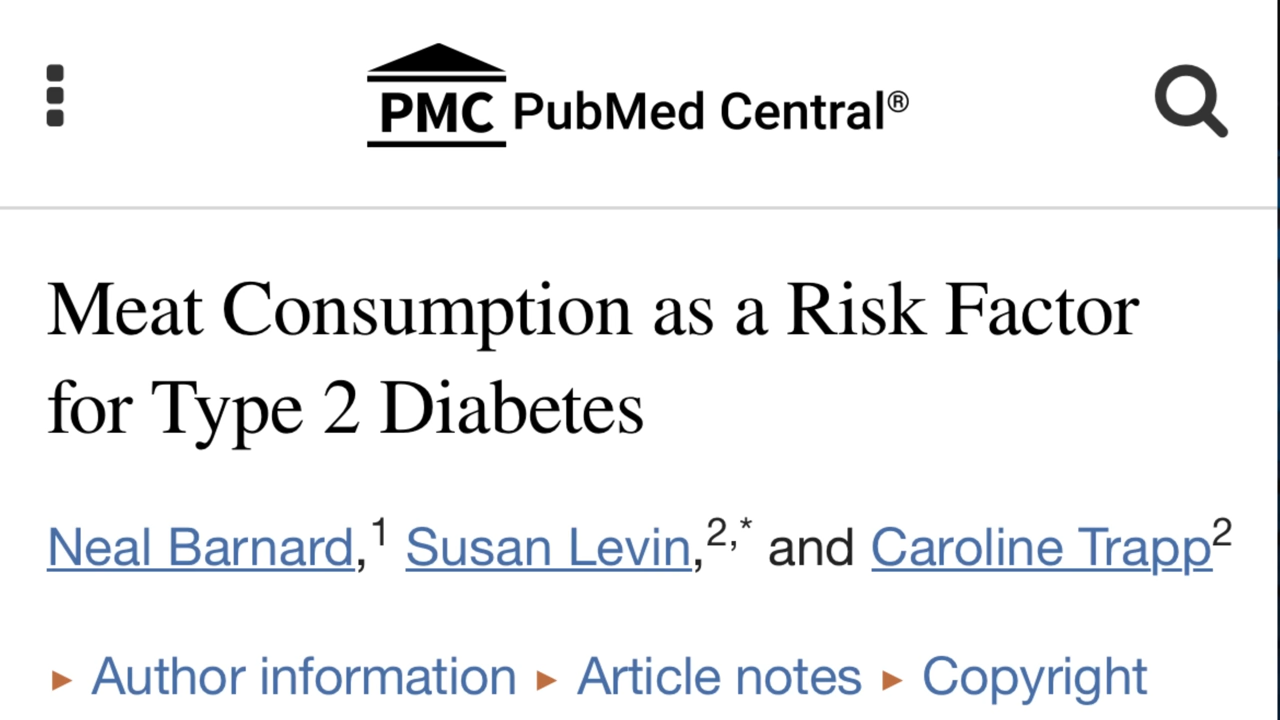 PMC PubMed Central®
Meat Consumption as a Risk Factor
for Type 2 Diabetes
Neal Barnard,1 Susan Levin,2,* and Caroline Trapp2
▸ Author information ▸ Article notes ▸ Copyright